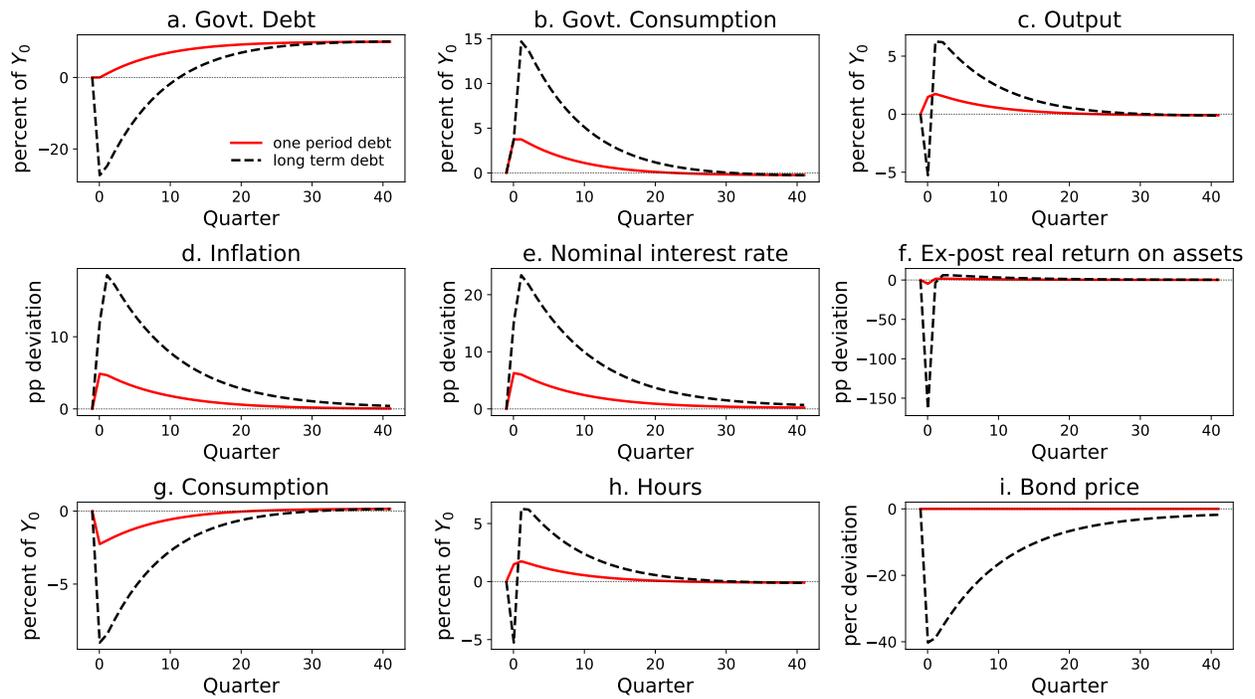 a. Govt. Debt
percent of Y0
0
−20
one period debt
long term debt
0 10 20 30 40
Quarter
b. Govt. Consumption
percent of Y0
15
10
5
0
0 10 20 30 40
Quarter
c. Output
percent of Y0
5
0
−5
0 10 20 30 40
Quarter
d. Inflation
pp deviation
10
0
0 10 20 30 40
Quarter
e. Nominal interest rate
pp deviation
20
10
0
0 10 20 30 40
Quarter
f. Ex-post real return on assets
pp deviation
0
−50
−100
−150
0 10 20 30 40
Quarter
g. Consumption
percent of Y0
0
−5
0 10 20 30 40
Quarter
h. Hours
percent of Y0
5
0
−5
0 10 20 30 40
Quarter
i. Bond price
perc deviation
0
−20
−40
0 10 20 30 40
Quarter